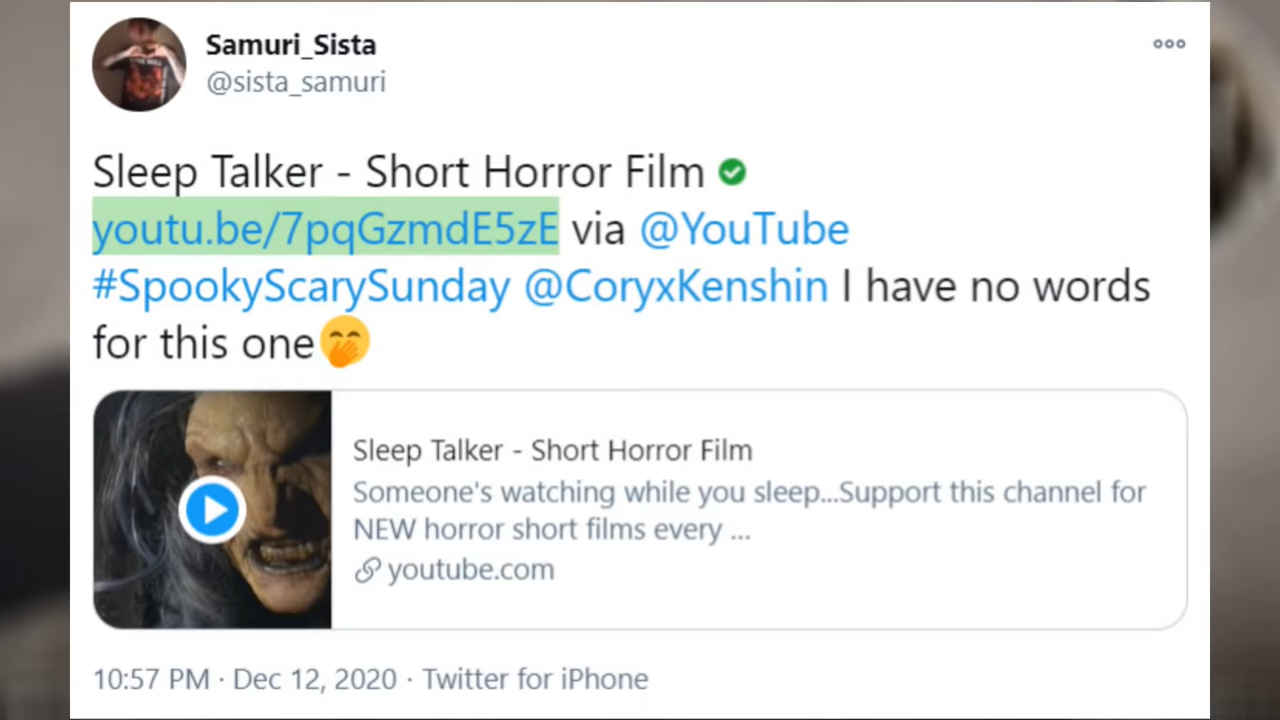 Samuri_Sista
@sista_samuri
Sleep Talker - Short Horror Film
youtu.be/7pqGzmdE5zE via @YouTube
#SpookyScarySunday @CoryxKenshin I have no words
for this one🤭
Sleep Talker - Short Horror Film
Someone's watching while you sleep...Support this channel for
NEW horror short films every ...
youtube.com
10:57 PM · Dec 12, 2020 · Twitter for iPhone